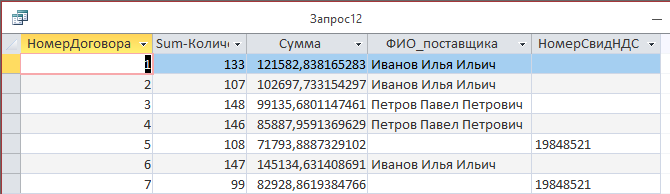 Запрос12
НомерДоговора Sum-Количе Сумма ФИО_поставщика НомерСвидНДС
1 133 121582,838165283 Иванов Илья Ильич
2 107 102697,733154297 Иванов Илья Ильич
3 148 99135,6801147461 Петров Павел Петрович
4 146 85887,9591369629 Петров Павел Петрович
5 108 71793,8887329102 19848521
6 147 145134,631408691 Иванов Илья Ильич
7 99 82928,8619384766 19848521